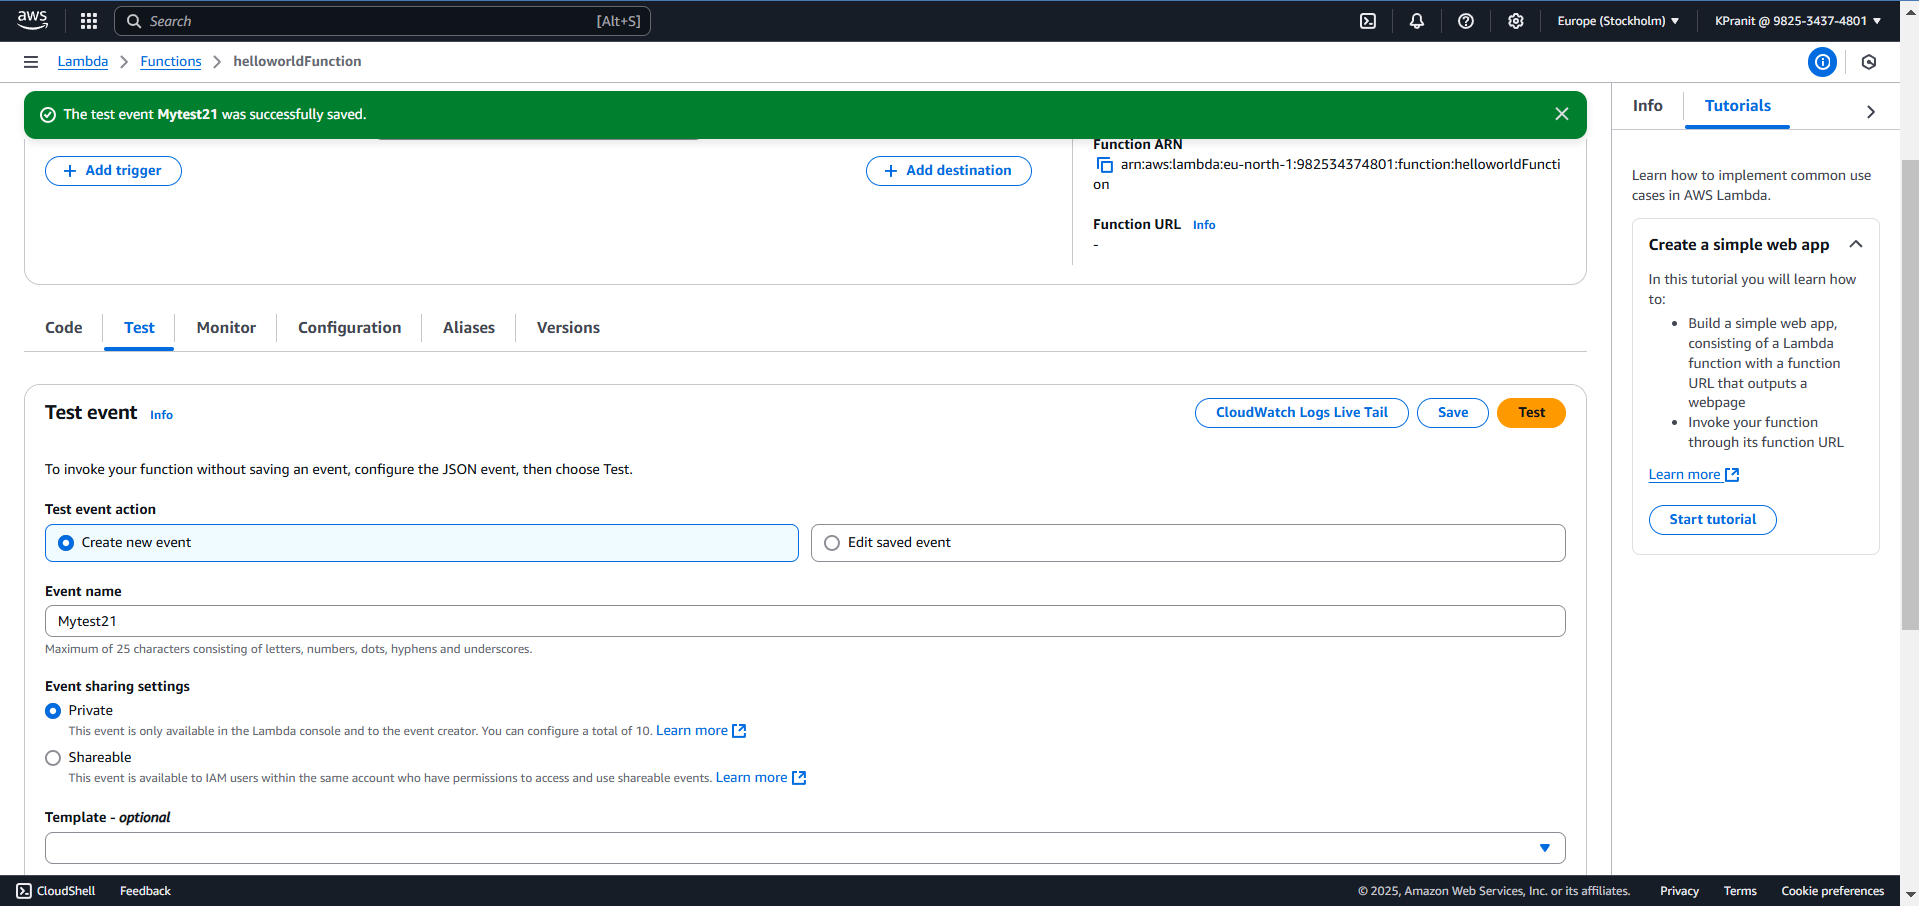 aws
Search [Alt+S]
Europe (Stockholm) KPranit @ 9825-3437-4801
Lambda Functions helloworldFunction
The test event Mytest21 was successfully saved.
Add trigger
Add destination
Function ARN
arn:aws:lambda:eu-north-1:982534374801:function:helloworldFuncti
on
Function URL Info
-
Code Test Monitor Configuration Aliases Versions
Test event Info
CloudWatch Logs Live Tail Save Test
To invoke your function without saving an event, configure the JSON event, then choose Test.
Test event action
Create new event
Edit saved event
Event name
Mytest21
Maximum of 25 characters consisting of letters, numbers, dots, hyphens and underscores.
Event sharing settings
Private
This event is only available in the Lambda console and to the event creator. You can configure a total of 10. Learn more
Shareable
This event is available to IAM users within the same account who have permissions to access and use shareable events. Learn more
Template - optional
Info Tutorials
Learn how to implement common use
cases in AWS Lambda.
Create a simple web app
In this tutorial you will learn how
to:
• Build a simple web app,
consisting of a Lambda
function with a function
URL that outputs a
webpage
• Invoke your function
through its function URL
Learn more
Start tutorial
CloudShell Feedback
© 2025, Amazon Web Services, Inc. or its affiliates. Privacy Terms Cookie preferences